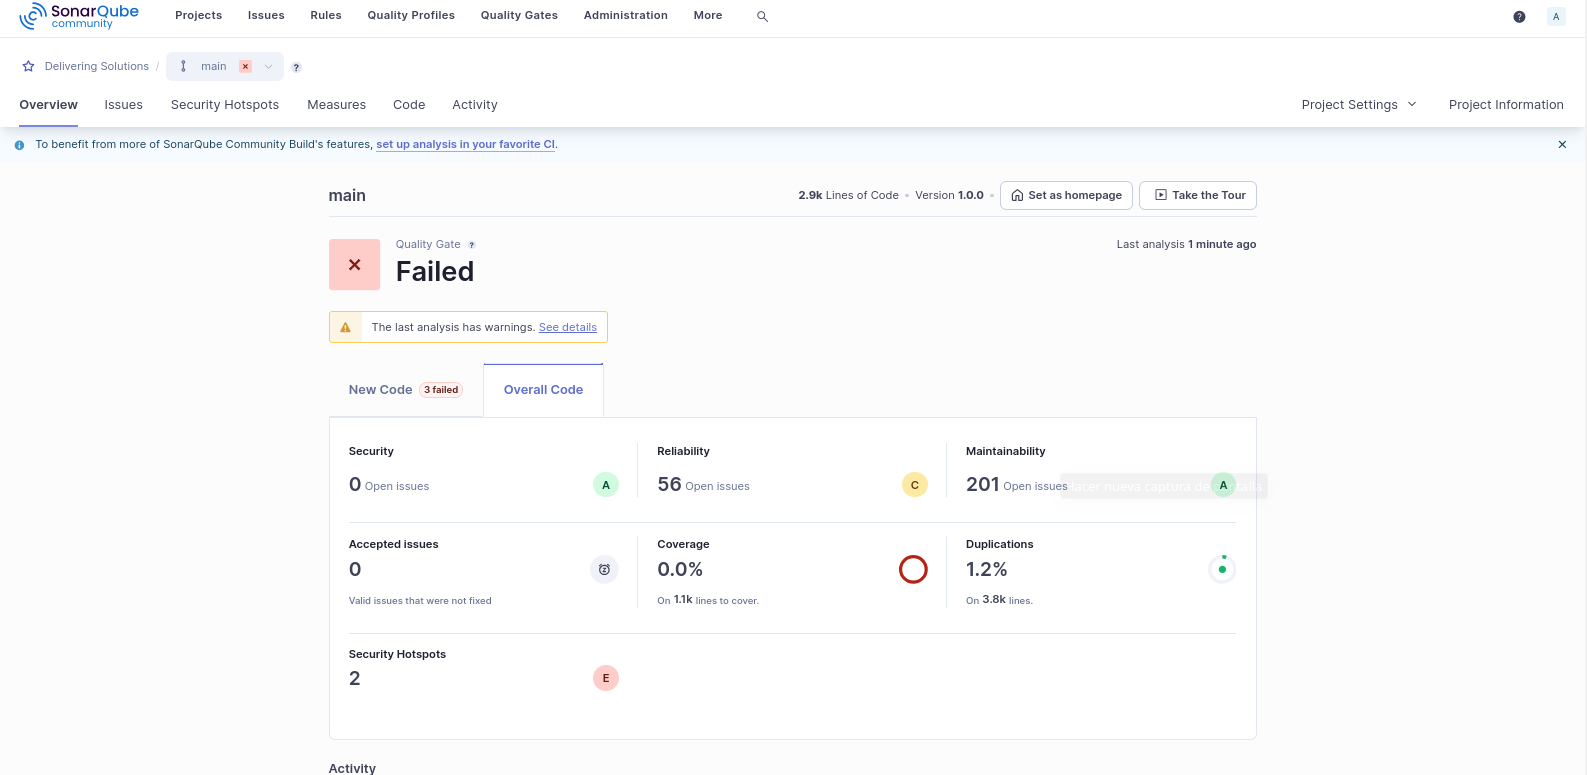 SonarQube
community
Projects Issues Rules Quality Profiles Quality Gates Administration More ? A
Delivering Solutions / main ?
Overview Issues Security Hotspots Measures Code Activity Project Settings Project Information
To benefit from more of SonarQube Community Build's features, set up analysis in your favorite CI.
main 2.9k Lines of Code • Version 1.0.0 • Set as homepage Take the Tour
Quality Gate ? Last analysis 1 minute ago
Failed
The last analysis has warnings. See details
New Code 3 failed Overall Code
Security Reliability Maintainability
0 Open issues A 56 Open issues C 201 Open issues A
Hacer nueva captura de
Accepted issues Coverage Duplications
0 0.0% 1.2%
Valid issues that were not fixed On 1.1k lines to cover. On 3.8k lines.
Security Hotspots
2 E
Activity